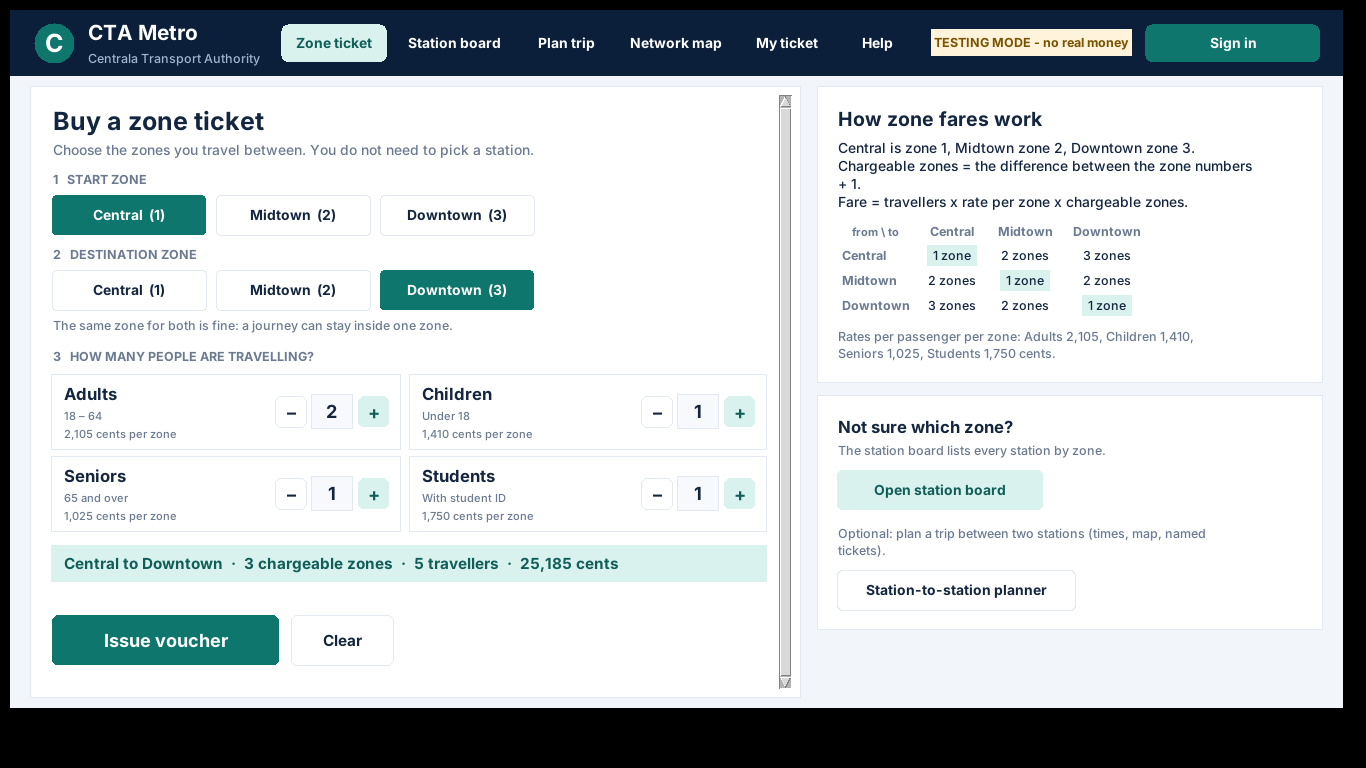 C
CTA Metro
Centrala Transport Authority
Zone ticket
Station board
Plan trip
Network map
My ticket
Help
TESTING MODE - no real money
Sign in
Buy a zone ticket
Choose the zones you travel between. You do not need to pick a station.
1 START ZONE
Central (1)
Midtown (2)
Downtown (3)
2 DESTINATION ZONE
Central (1)
Midtown (2)
Downtown (3)
The same zone for both is fine: a journey can stay inside one zone.
3 HOW MANY PEOPLE ARE TRAVELLING?
Adults
18 – 64
2,105 cents per zone
– 2 +
Children
Under 18
1,410 cents per zone
– 1 +
Seniors
65 and over
1,025 cents per zone
– 1 +
Students
With student ID
1,750 cents per zone
– 1 +
Central to Downtown · 3 chargeable zones · 5 travellers · 25,185 cents
Issue voucher
Clear
How zone fares work
Central is zone 1, Midtown zone 2, Downtown zone 3.
Chargeable zones = the difference between the zone numbers
+ 1.
Fare = travellers x rate per zone x chargeable zones.
from \ to Central Midtown Downtown
Central 1 zone 2 zones 3 zones
Midtown 2 zones 1 zone 2 zones
Downtown 3 zones 2 zones 1 zone
Rates per passenger per zone: Adults 2,105, Children 1,410,
Seniors 1,025, Students 1,750 cents.
Not sure which zone?
The station board lists every station by zone.
Open station board
Optional: plan a trip between two stations (times, map, named
tickets).
Station-to-station planner